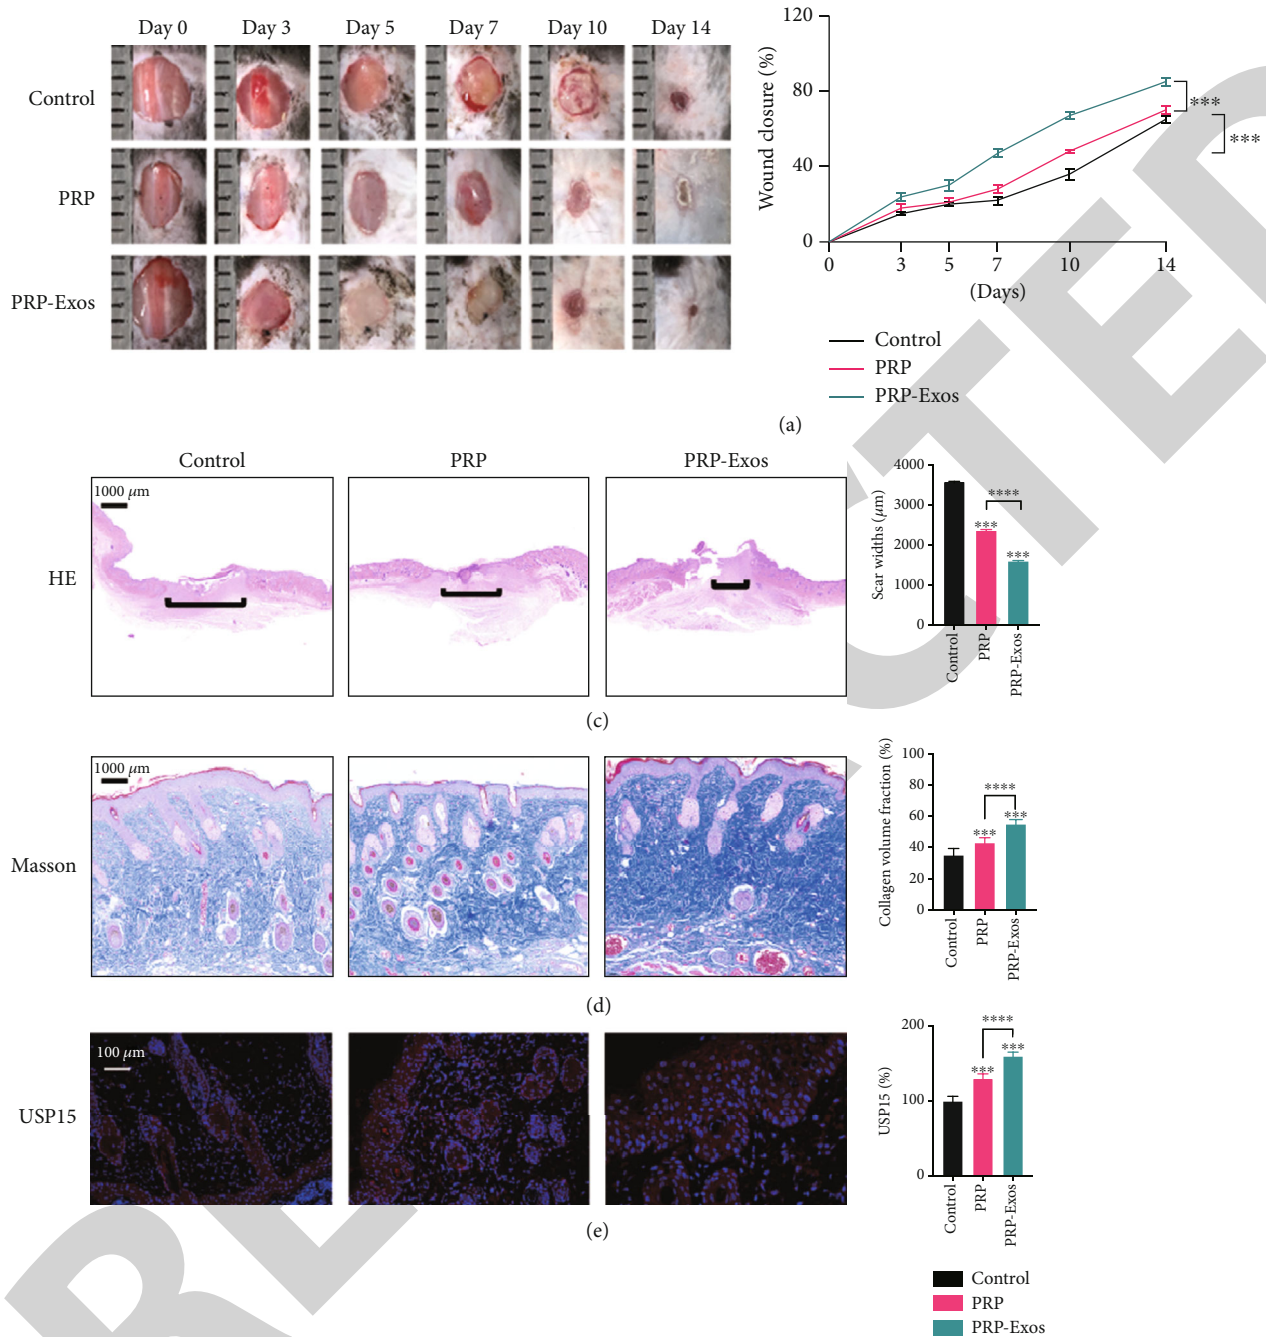 Day 0 Day 3 Day 5 Day 7 Day 10 Day 14
Control
PRP
PRP-Exos
Wound closure (%)
120
80
40
0
0 3 5 7 10 14
(Days)
***
***
Control
PRP
PRP-Exos
(a)
Control PRP PRP-Exos
HE
1000 μm
Scar widths (μm)
4000
3000
2000
1000
0
***
***
****
Control PRP PRP-Exos
(c)
Masson
1000 μm
Collagen volume fraction (%)
100
80
60
40
20
0
***
***
****
Control PRP PRP-Exos
(d)
USP15
100 μm
USP15 (%)
200
100
0
***
***
****
Control PRP PRP-Exos
(e)
Control
PRP
PRP-Exos